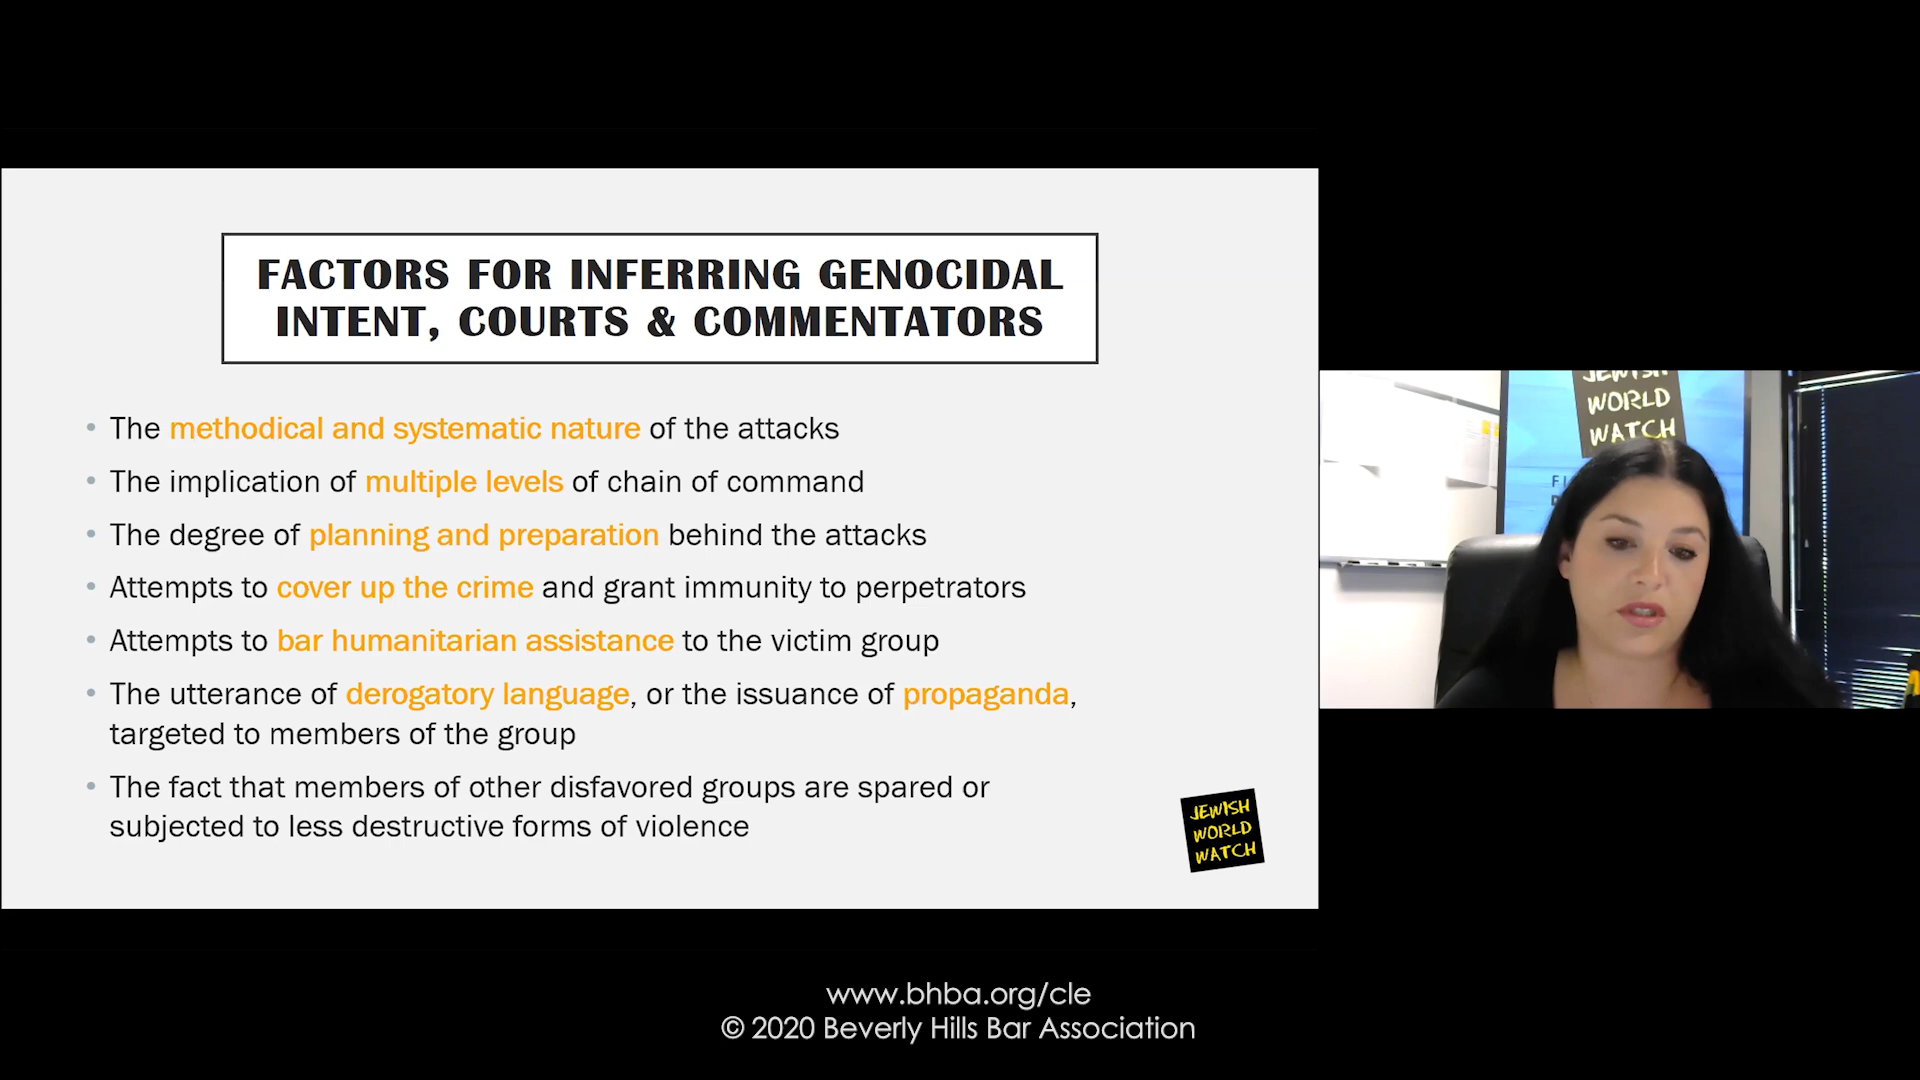 FACTORS FOR INFERRING GENOCIDAL
INTENT, COURTS & COMMENTATORS
• The methodical and systematic nature of the attacks
• The implication of multiple levels of chain of command
• The degree of planning and preparation behind the attacks
• Attempts to cover up the crime and grant immunity to perpetrators
• Attempts to bar humanitarian assistance to the victim group
• The utterance of derogatory language, or the issuance of propaganda,
targeted to members of the group
• The fact that members of other disfavored groups are spared or
subjected to less destructive forms of violence
JEWISH
WORLD
WATCH
JEWISH
WORLD
WATCH
www.bhba.org/cle
© 2020 Beverly Hills Bar Association